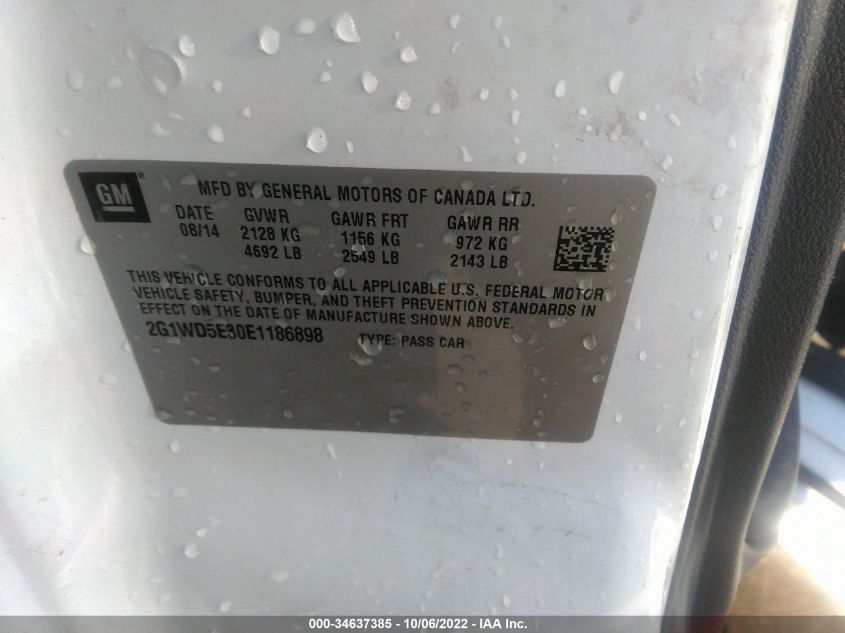 GM ®
MFD BY GENERAL MOTORS OF CANADA LTD.
DATE GVWR GAWR FRT GAWR RR
08/14 2128 KG 1156 KG 972 KG
4692 LB 2549 LB 2143 LB
THIS VEHICLE CONFORMS TO ALL APPLICABLE U.S. FEDERAL MOTOR
VEHICLE SAFETY, BUMPER, AND THEFT PREVENTION STANDARDS IN
EFFECT ON THE DATE OF MANUFACTURE SHOWN ABOVE.
2G1WD5E30E1186898 TYPE: PASS CAR
000-34637385 - 10/06/2022 - IAA Inc.